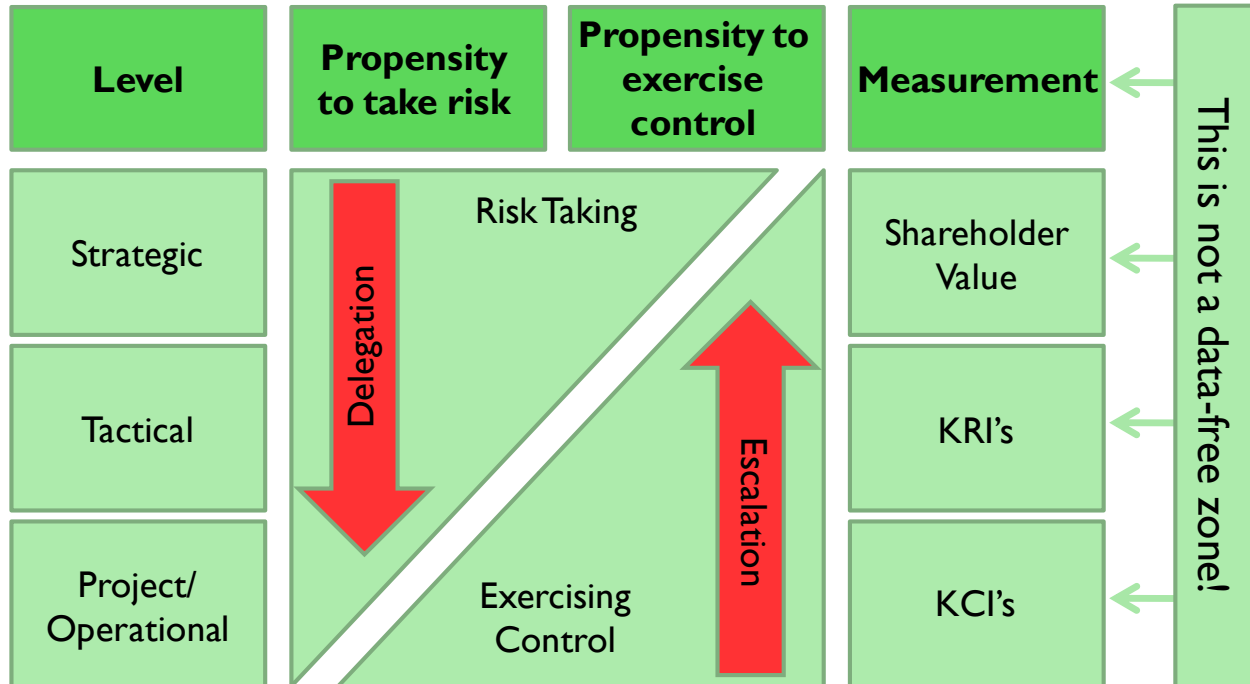 Level
Propensity
to take risk
Propensity to
exercise
control
Measurement
This is not a data-free zone!
Strategic
Risk Taking
Delegation
Shareholder
Value
Tactical
Escalation
KRI's
Project/
Operational
Exercising
Control
KCI's